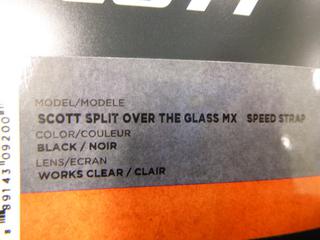 SCOTT
MODEL/MODELE
SCOTT SPLIT OVER THE GLASS MX SPEED STRAP
COLOR/COULEUR
BLACK / NOIR
LENS/ECRAN
WORKS CLEAR / CLAIR
89143 09200